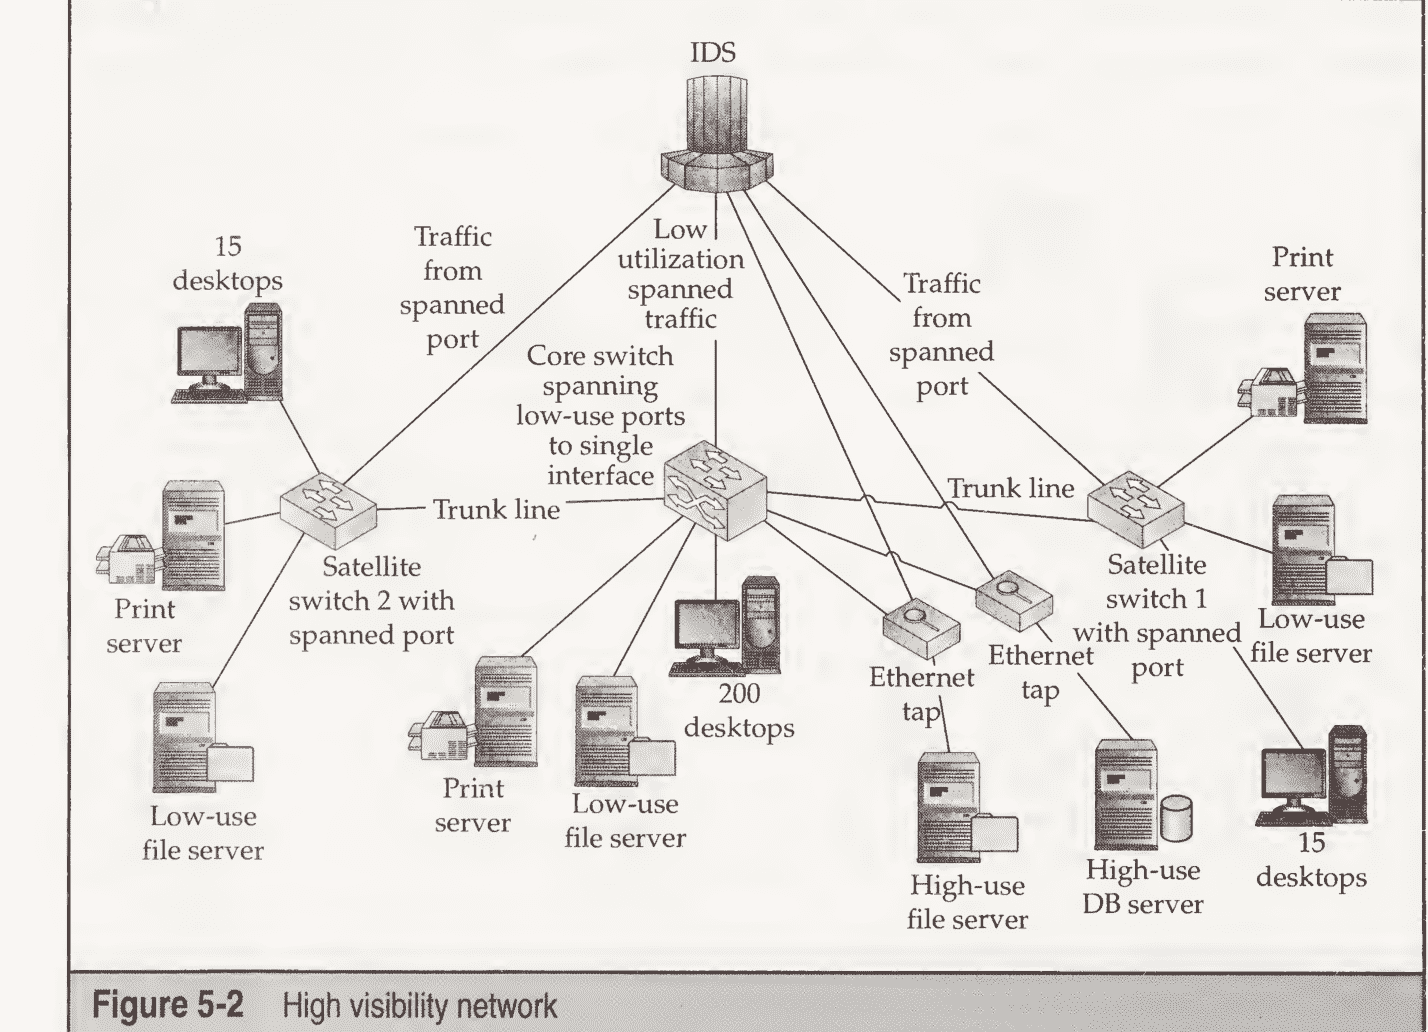 IDS
15
desktops
Traffic
from
spanned
port
Low
utilization
spanned
traffic
Traffic
from
spanned
port
Print
server
Core switch
spanning
low-use ports
to single
interface
Trunk line
Trunk line
Print
server
Satellite
switch 2 with
spanned port
Satellite
switch 1
with spanned
port
Low-use
file server
Ethernet
tap
Ethernet
tap
200
desktops
Low-use
file server
Print
server
Low-use
file server
High-use
file server
High-use
DB server
15
desktops
Figure 5-2 High visibility network